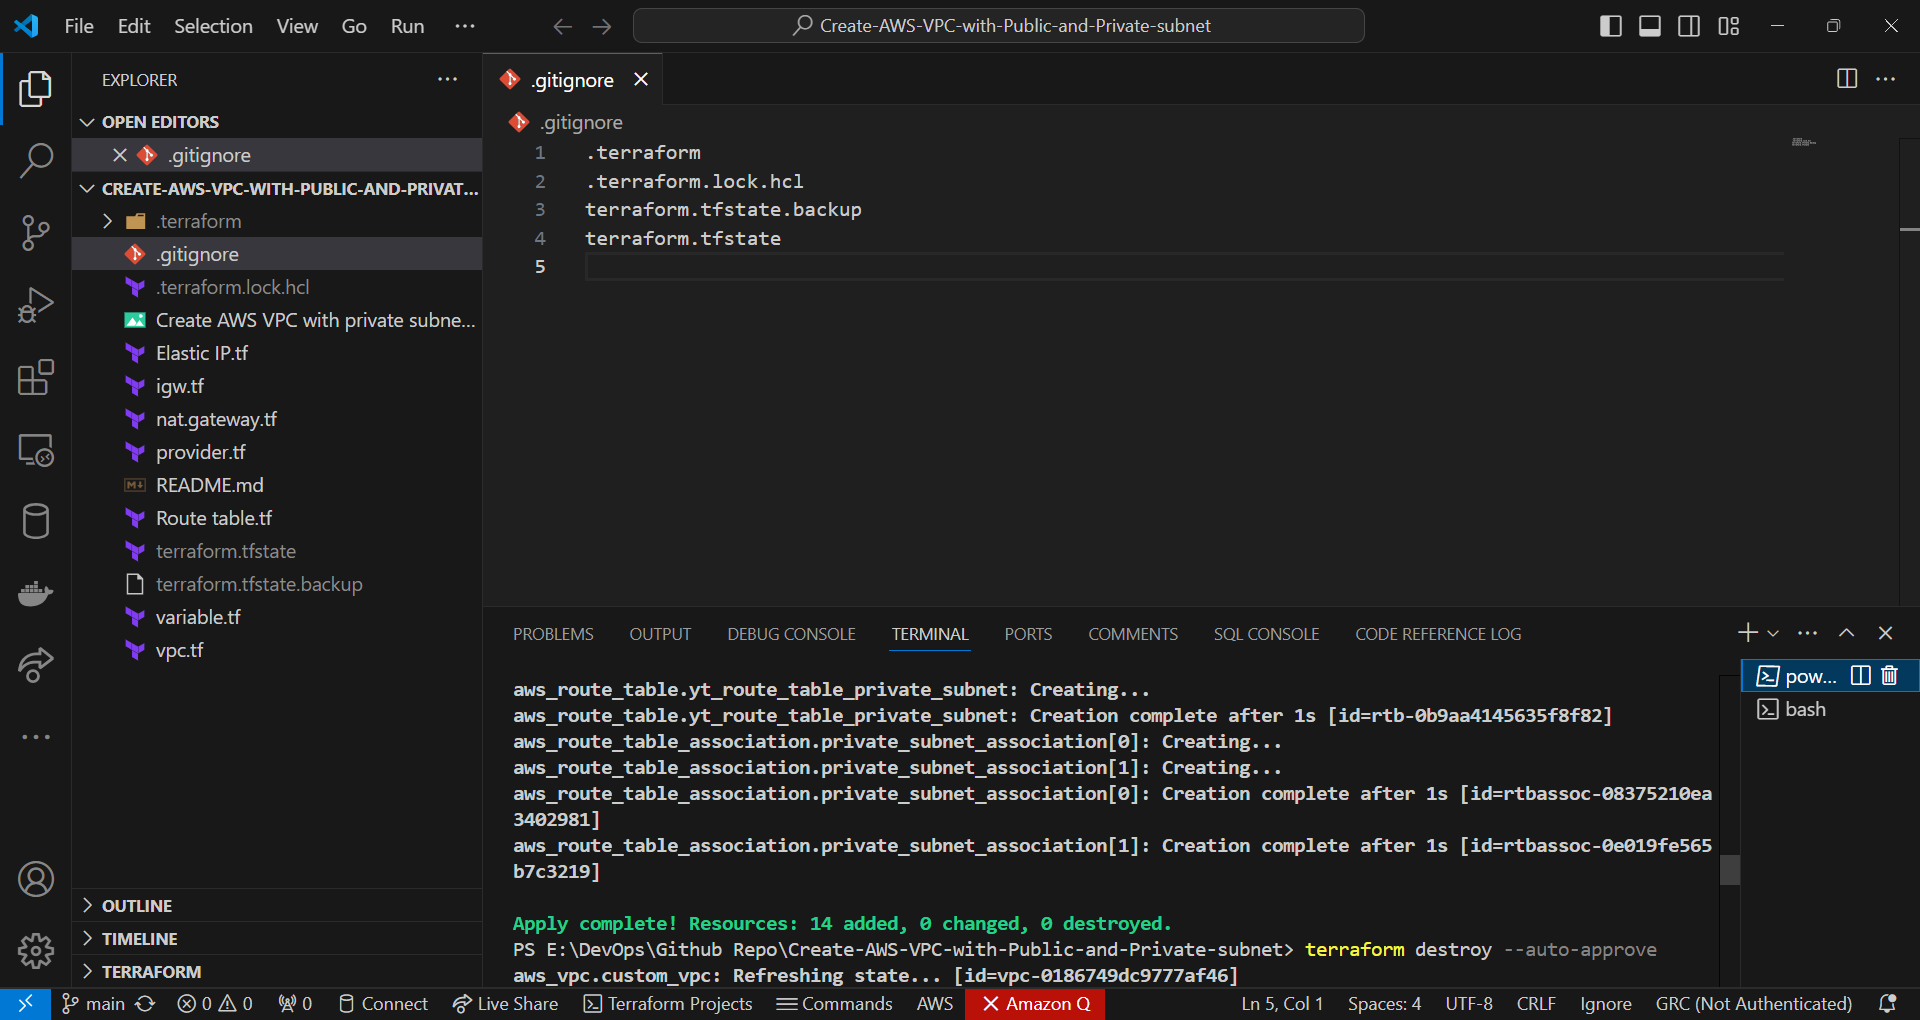 File Edit Selection View Go Run ···
Create-AWS-VPC-with-Public-and-Private-subnet
EXPLORER
OPEN EDITORS
.gitignore
CREATE-AWS-VPC-WITH-PUBLIC-AND-PRIVAT...
.terraform
.gitignore
.terraform.lock.hcl
Create AWS VPC with private subne...
Elastic IP.tf
igw.tf
nat.gateway.tf
provider.tf
README.md
Route table.tf
terraform.tfstate
terraform.tfstate.backup
variable.tf
vpc.tf
OUTLINE
TIMELINE
TERRAFORM
.gitignore
.gitignore
1 .terraform
2 .terraform.lock.hcl
3 terraform.tfstate.backup
4 terraform.tfstate
5
PROBLEMS OUTPUT DEBUG CONSOLE TERMINAL PORTS COMMENTS SQL CONSOLE CODE REFERENCE LOG
aws_route_table.yt_route_table_private_subnet: Creating...
aws_route_table.yt_route_table_private_subnet: Creation complete after 1s [id=rtb-0b9aa4145635f8f82]
aws_route_table_association.private_subnet_association[0]: Creating...
aws_route_table_association.private_subnet_association[1]: Creating...
aws_route_table_association.private_subnet_association[0]: Creation complete after 1s [id=rtbassoc-08375210ea
3402981]
aws_route_table_association.private_subnet_association[1]: Creation complete after 1s [id=rtbassoc-0e019fe565
b7c3219]
Apply complete! Resources: 14 added, 0 changed, 0 destroyed.
PS E:\DevOps\Github Repo\Create-AWS-VPC-with-Public-and-Private-subnet> terraform destroy --auto-approve
aws_vpc.custom_vpc: Refreshing state... [id=vpc-0186749dc9777af46]
pow...
bash
main 0 0 0 Connect Live Share Terraform Projects Commands AWS Amazon Q Ln 5, Col 1 Spaces: 4 UTF-8 CRLF Ignore GRC (Not Authenticated)